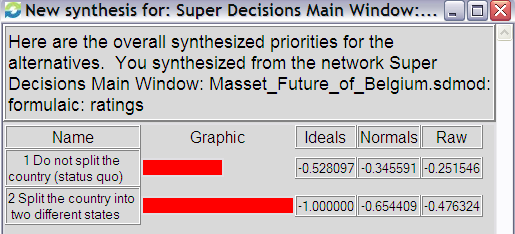 New synthesis for: Super Decisions Main Window:...
Here are the overall synthesized priorities for the
alternatives. You synthesized from the network Super
Decisions Main Window: Masset_Future_of_Belgium.sdmod:
formulaic: ratings
Name Graphic Ideals Normals Raw
1 Do not split the
country (status quo) -0.528097 -0.345591 -0.251546
2 Split the country into
two different states -1.000000 -0.654409 -0.476324